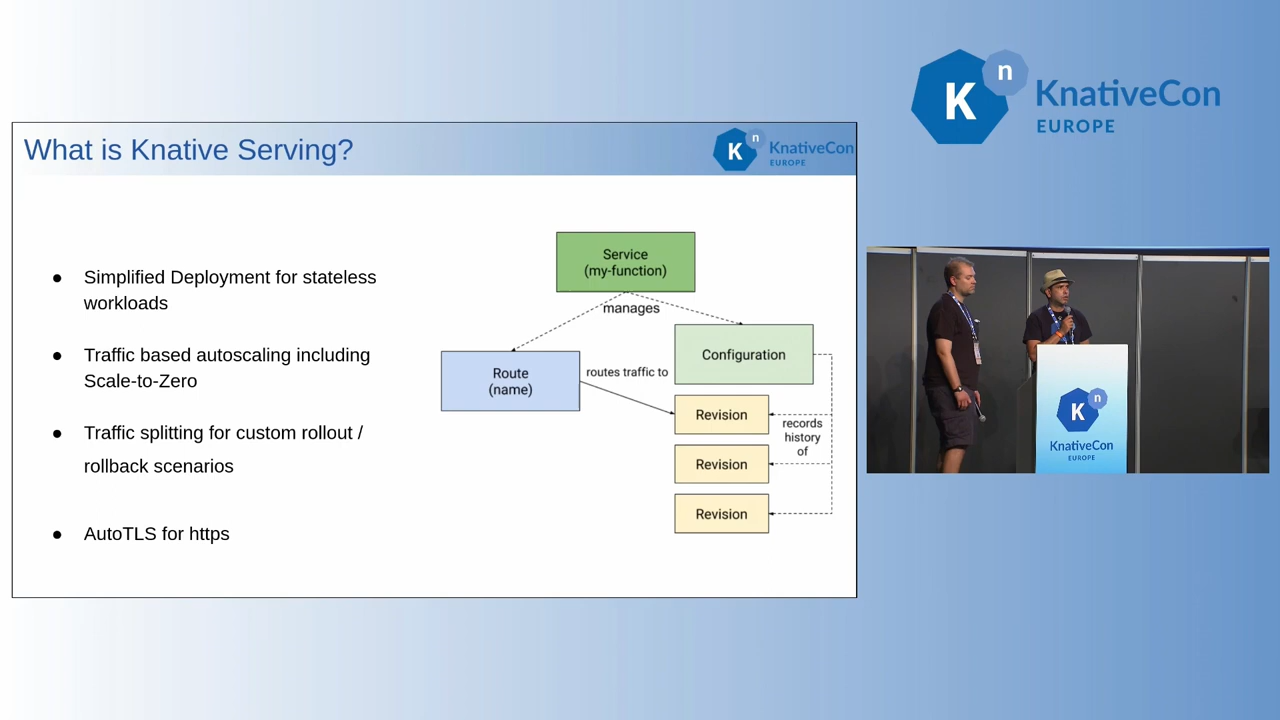 K n KnativeCon
EUROPE
What is Knative Serving?
K n KnativeCon
EUROPE
● Simplified Deployment for stateless
workloads
● Traffic based autoscaling including
Scale-to-Zero
● Traffic splitting for custom rollout /
rollback scenarios
● AutoTLS for https
Service
(my-function)
manages
Configuration
Route
(name)
routes traffic to
Revision
records
history
of
Revision
Revision
K n
KnativeCon
EUROPE